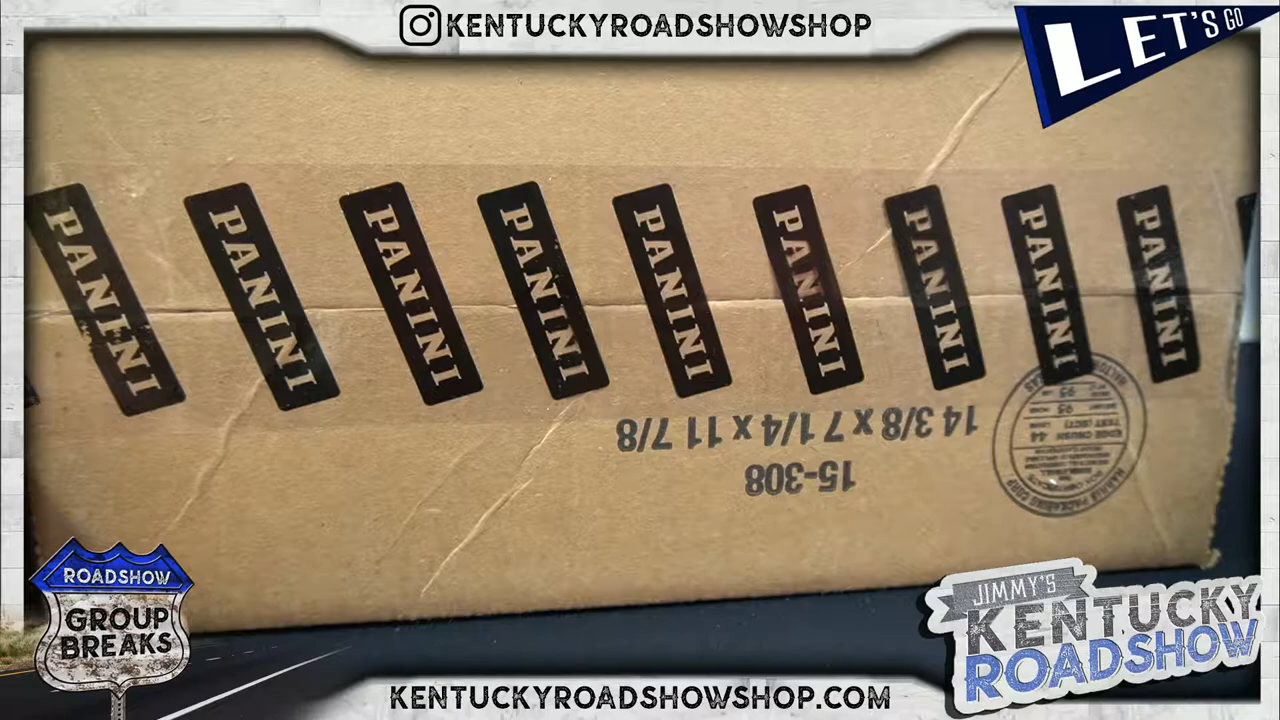 KENTUCKYROADSHOWSHOP
LET'S GO
PANINI
PANINI
PANINI
PANINI
PANINI
PANINI
PANINI
PANINI
PANINI
14 3/8 x 7 1/4 x 11 7/8
15-308
ROADSHOW
GROUP
BREAKS
JIMMY'S
KENTUCKY
ROADSHOW
KENTUCKYROADSHOWSHOP.COM